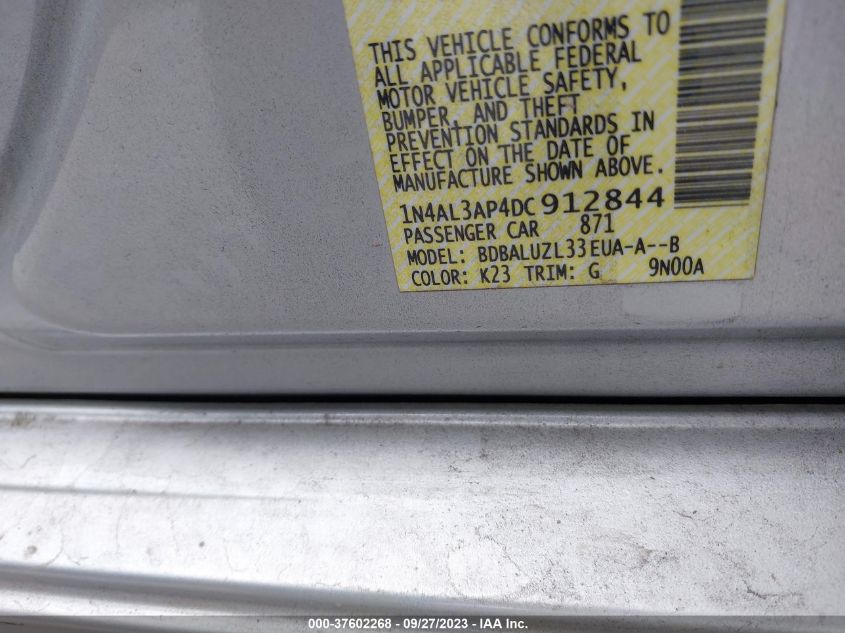 THIS VEHICLE CONFORMS TO
ALL APPLICABLE FEDERAL
MOTOR VEHICLE SAFETY,
BUMPER, AND THEFT
PREVENTION STANDARDS IN
EFFECT ON THE DATE OF
MANUFACTURE SHOWN ABOVE.
1N4AL3AP4DC912844
PASSENGER CAR 871
MODEL: BDBALUZL33EUA-A--B
COLOR: K23 TRIM: G 9N00A
000-37602268 - 09/27/2023 - IAA Inc.